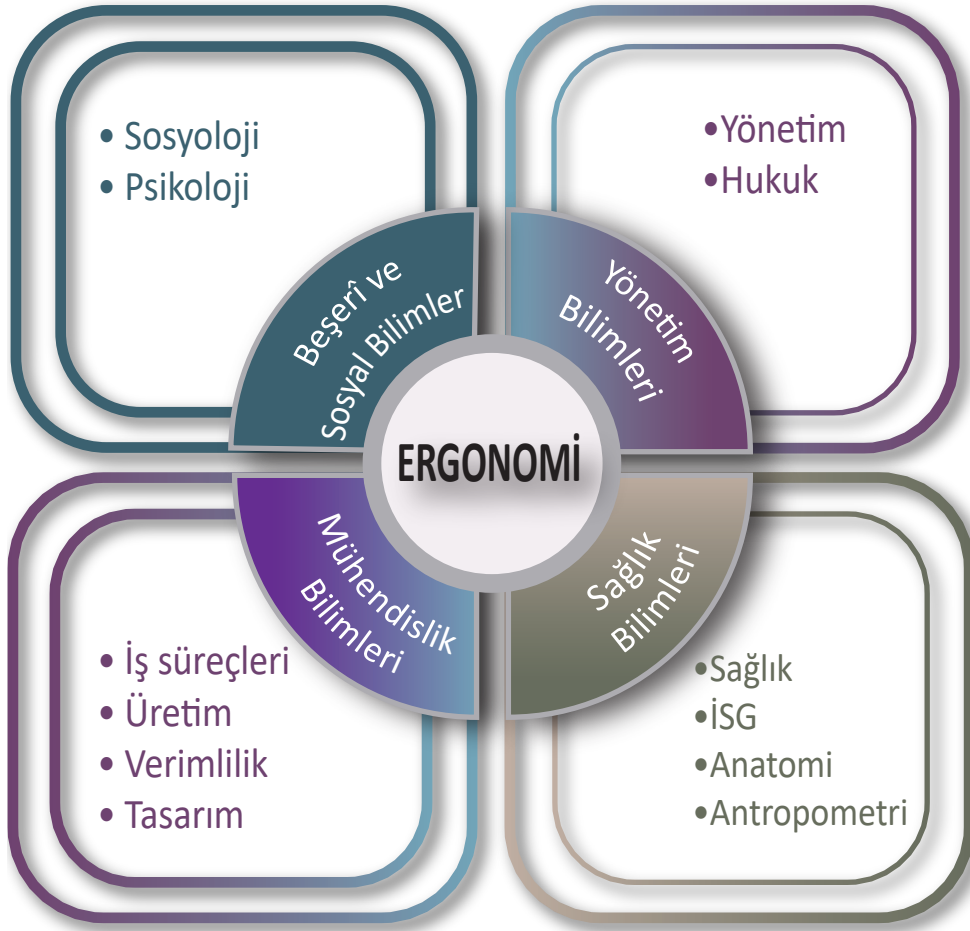 • Sosyoloji
• Psikoloji
Beşerî ve
Sosyal Bilimler
•Yönetim
•Hukuk
Yönetim
Bilimleri
ERGONOMİ
Mühendislik
Bilimleri
• İş süreçleri
• Üretim
• Verimlilik
• Tasarım
Sağlık
Bilimleri
•Sağlık
•İSG
•Anatomi
•Antropometri